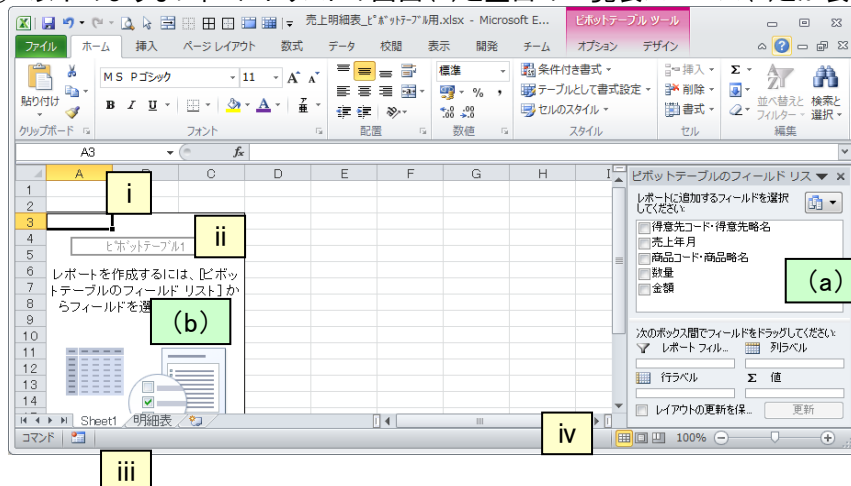 売上明細表_ﾋﾟﾎﾞｯﾄﾃｰﾌﾞﾙ用.xlsx - Microsoft E...
ピボットテーブル ツール
ファイル ホーム 挿入 ページ レイアウト 数式 データ 校閲 表示 開発 チーム オプション デザイン
貼り付け
ＭＳ Ｐゴシック 11
B I U
標準
条件付き書式
テーブルとして書式設定
セルのスタイル
挿入
削除
書式
並べ替えと
フィルター
検索と
選択
クリップボード フォント 配置 数値 スタイル セル 編集
A3 fx
A C D E F G H I
1
2
3
4
5
6
7
8
9
10
11
12
13
14
i
ii
ピボットテーブル1
レポートを作成するには、[ピボッ
トテーブルのフィールド リスト] か
らフィールドを選
(b)
ピボットテーブルのフィールド リス
レポートに追加するフィールドを選択
してください:
得意先コード・得意先略名
売上年月
商品コード・商品略名
数量
金額
(a)
次のボックス間でフィールドをドラッグしてください:
レポート フィル... 列ラベル
行ラベル Σ 値
レイアウトの更新を保... 更新
Sheet1 明細表
コマンド
100%
iii
iv